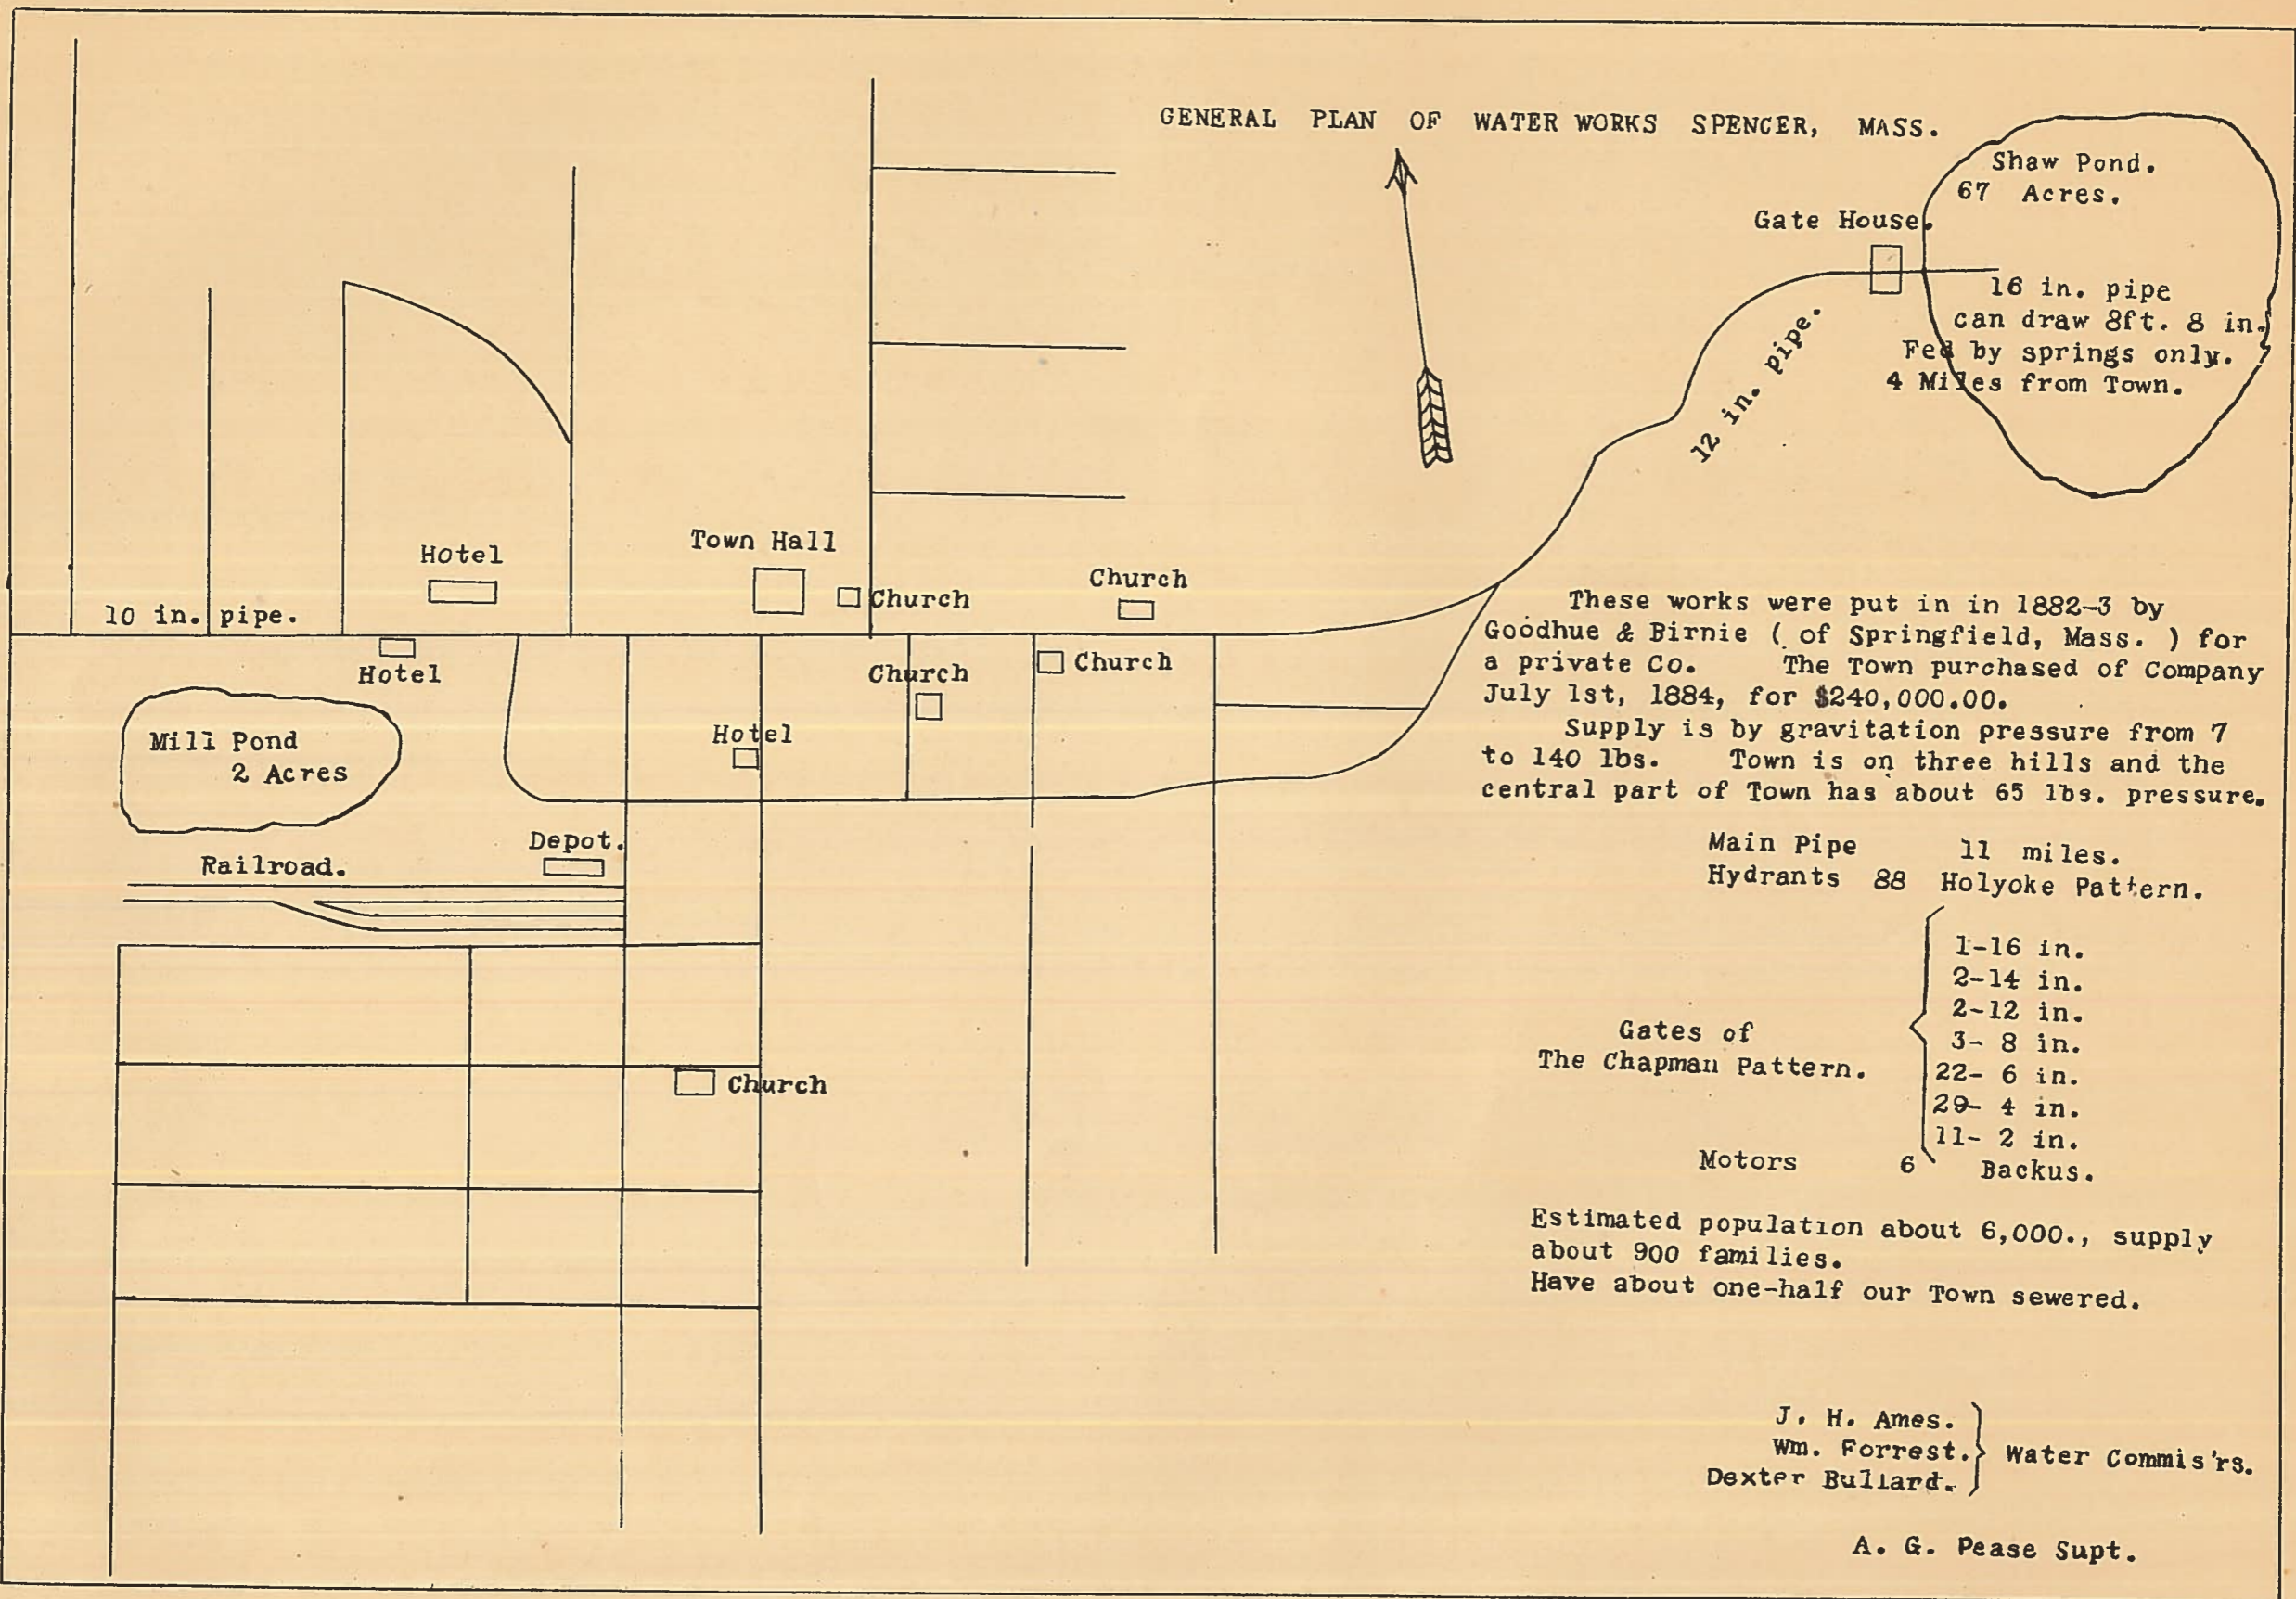 GENERAL PLAN OF WATER WORKS SPENCER, MASS.
Shaw Pond.
67 Acres.
Gate House.
16 in. pipe
can draw 8ft. 8 in.
Fed by springs only.
4 Miles from Town.
12 in. pipe.
Hotel
Town Hall
Church
Church
10 in. pipe.
Hotel
Church
Church
Hotel
Mill Pond
2 Acres
Depot.
Railroad.
Church
These works were put in in 1882-3 by
Goodhue & Birnie ( of Springfield, Mass. ) for
a private Co. The Town purchased of Company
July 1st, 1884, for $240,000.00.
Supply is by gravitation pressure from 7
to 140 lbs. Town is on three hills and the
central part of Town has about 65 lbs. pressure.
Main Pipe 11 miles.
Hydrants 88 Holyoke Pattern.
Gates of
The Chapman Pattern.
1-16 in.
2-14 in.
2-12 in.
3- 8 in.
22- 6 in.
29- 4 in.
11- 2 in.
Motors 6 Backus.
Estimated population about 6,000., supply
about 900 families.
Have about one-half our Town sewered.
J. H. Ames.
Wm. Forrest.
Dexter Bullard.
Water Commis'rs.
A. G. Pease Supt.